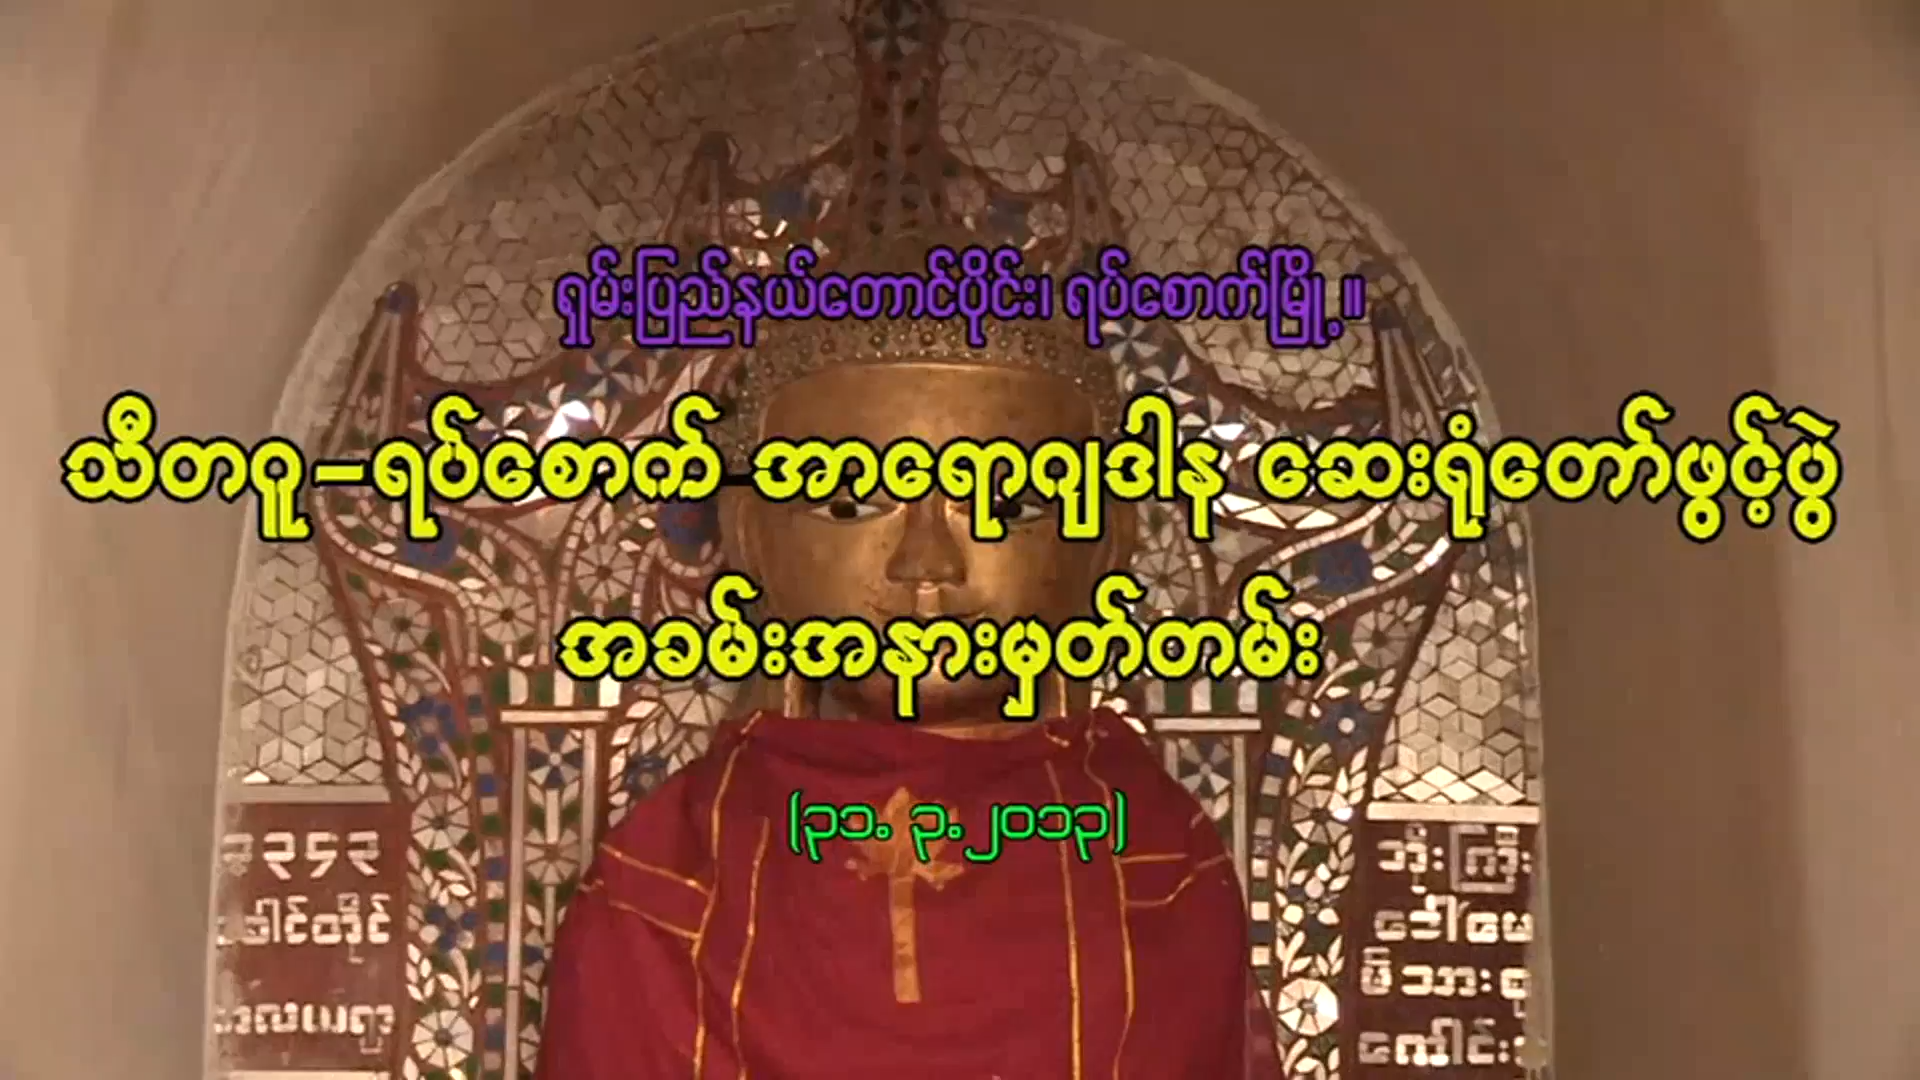 ရှမ်းပြည်နယ်တောင်ပိုင်း၊ ရပ်စောက်မြို့။
သီတဂူ-ရပ်စောက် အာရောဂျဒါန ဆေးရုံတော်ဖွင့်ပွဲ
အခမ်းအနားမှတ်တမ်း
(၃၁. ၃. ၂၀၁၃)